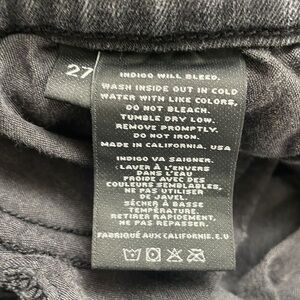 27
INDIGO WILL BLEED.
WASH INSIDE OUT IN COLD
WATER WITH LIKE COLORS,
DO NOT BLEACH.
TUMBLE DRY LOW.
REMOVE PROMPTLY.
DO NOT IRON.
MADE IN CALIFORNIA. USA
INDIGO VA SAIGNER.
LAVER À L'ENVERS
DANS L'EAU
FROIDE AVEC DES
COULEURS SEMBLABLES,
NE PAS UTILISER
DE JAVEL.
SÉCHER À BASSE
TEMPÉRATURE.
RETIRER RAPIDEMENT,
NE PAS REPASSER.
FABRIQUÉ AUX CALIFORNIE. E.U